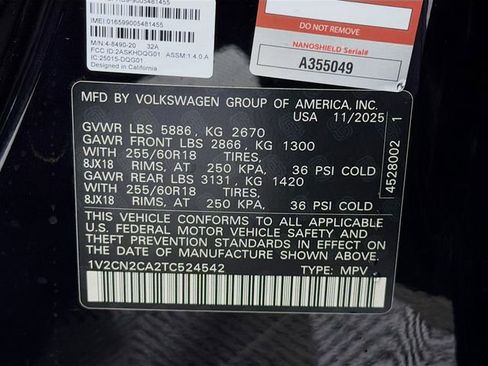 IMEI:016599005481455
M/N:4-8490-20 32A
FCC ID:2ASKHDQG01 ASSM:1.4.0.A
IC:25015-DQG01
Designed in California
DO NOT REMOVE
NANOSHIELD Serial#
A355049
MFD BY VOLKSWAGEN GROUP OF AMERICA, INC.
USA 11/2025
GVWR LBS 5886, KG 2670
GAWR FRONT LBS 2866, KG 1300
WITH 255/60R18 TIRES,
8JX18 RIMS, AT 250 KPA, 36 PSI COLD
GAWR REAR LBS 3131, KG 1420
WITH 255/60R18 TIRES,
8JX18 RIMS, AT 250 KPA, 36 PSI COLD
THIS VEHICLE CONFORMS TO ALL APPLICABLE
U.S. FEDERAL MOTOR VEHICLE SAFETY AND
THEFT PREVENTION STANDARDS IN EFFECT ON THE
DATE OF MANUFACTURE SHOWN ABOVE.
1V2CN2CA2TC524542 TYPE: MPV
4528002 1